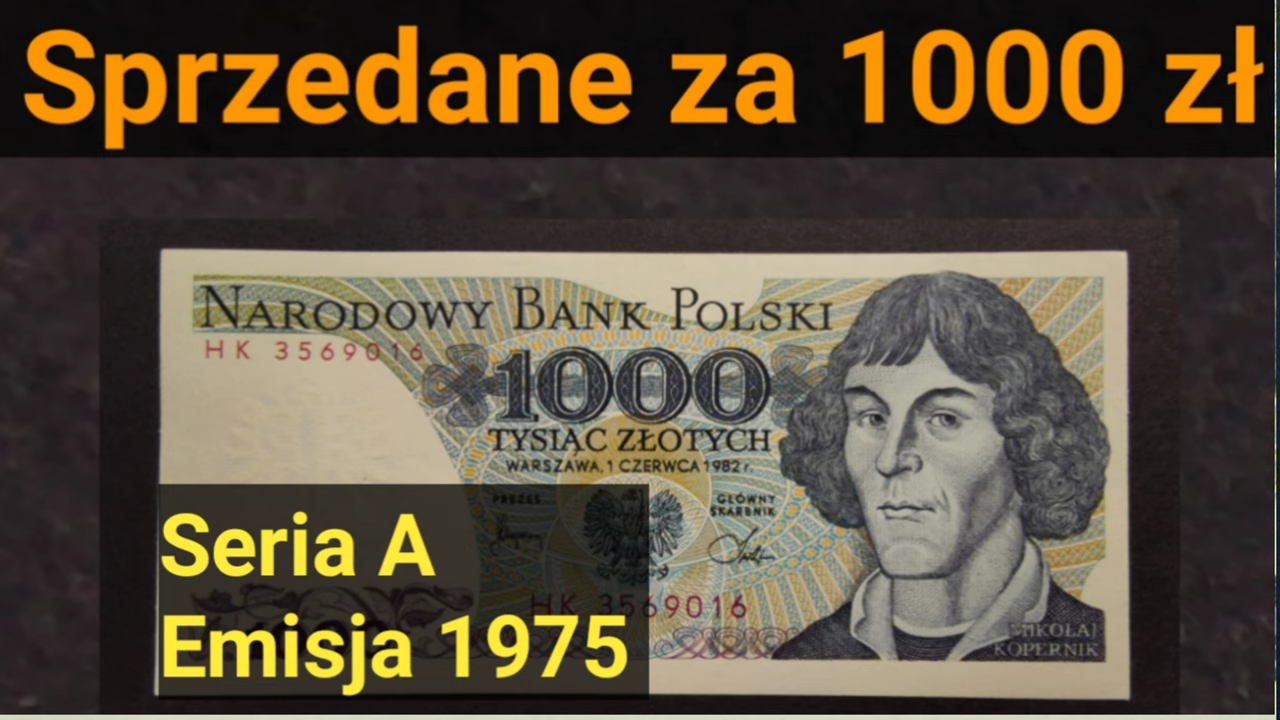 Sprzedane za 1000 zł
NARODOWY BANK POLSKI
HK 3569016
1000
TYSIĄC ZŁOTYCH
WARSZAWA, 1 CZERWCA 1982 r.
PREZES
GŁÓWNY
SKARBNIK
Seria A
HK 3569016
Emisja 1975
MIKOŁAJ
KOPERNIK